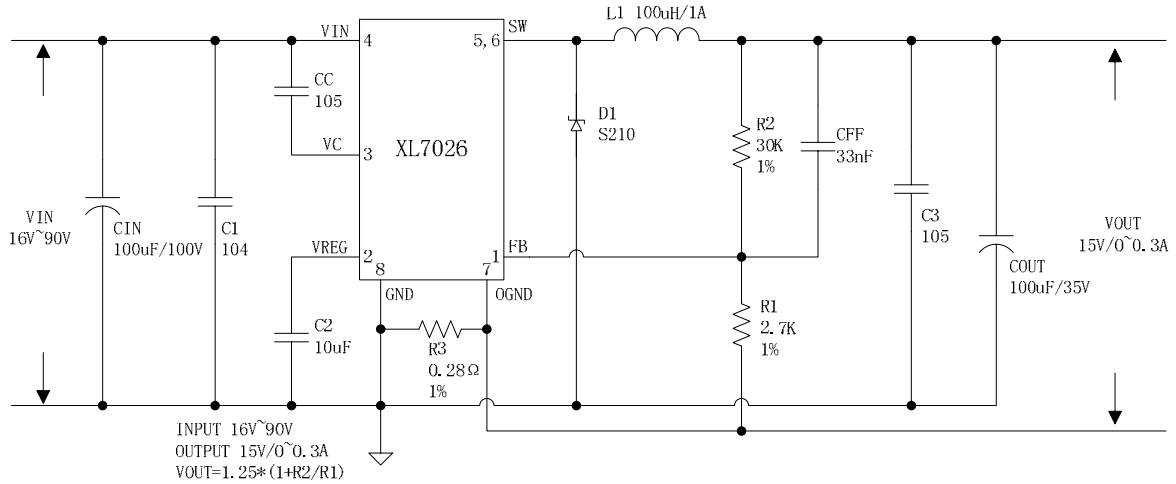 L1 100uH/1A
VIN
4
5,6
SW
CC
105
VC
3
XL7026
D1
S210
R2
30K
1%
CFF
33nF
VIN
16V~90V
CIN
100uF/100V
C1
104
C3
105
VOUT
15V/0~0.3A
VREG
2
1
FB
8
7
GND
OGND
COUT
100uF/35V
C2
10uF
R3
0.28Ω
1%
R1
2.7K
1%
INPUT 16V~90V
OUTPUT 15V/0~0.3A
VOUT=1.25*(1+R2/R1)